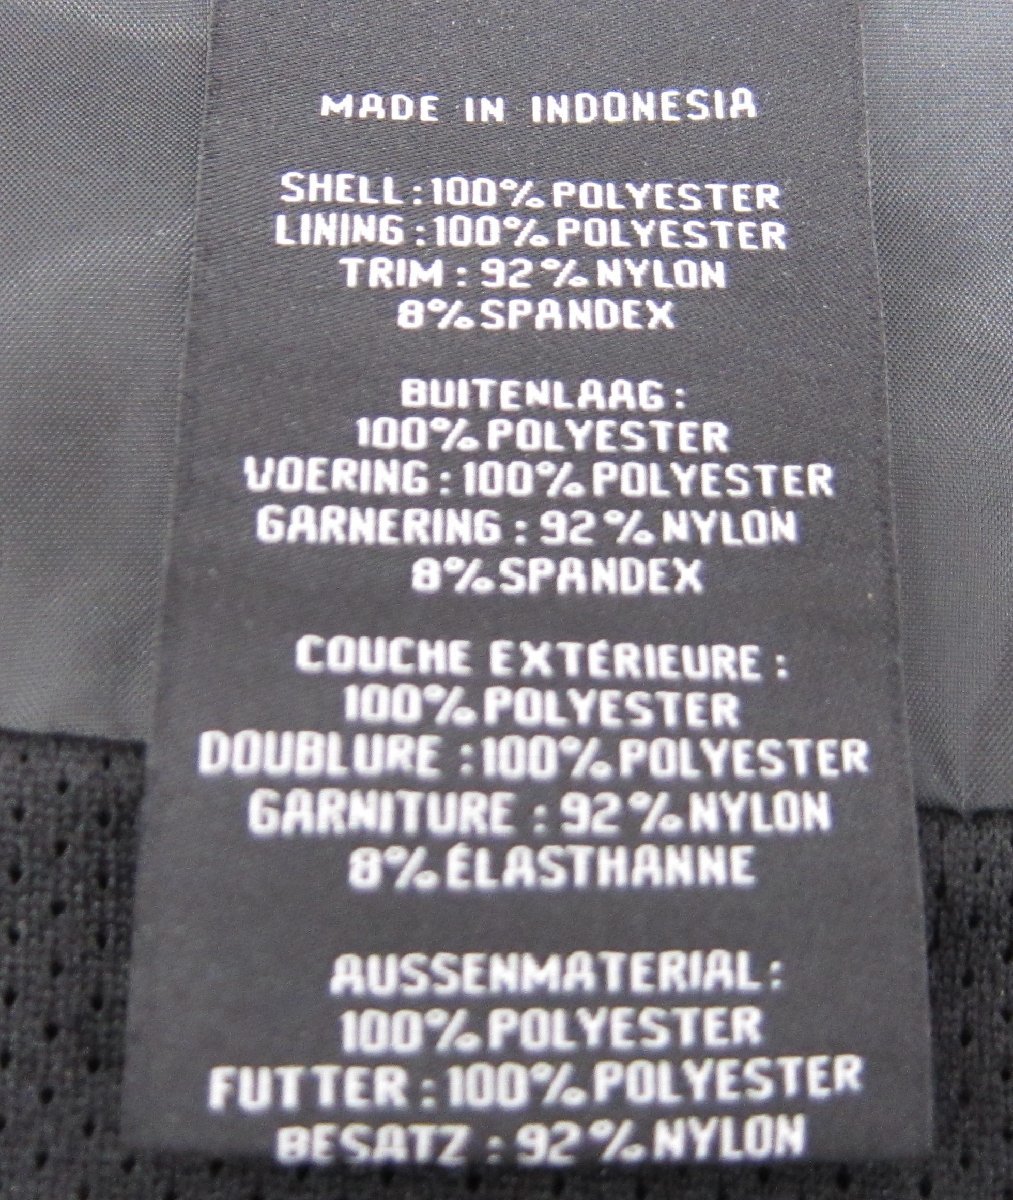 MADE IN INDONESIA
SHELL:100% POLYESTER
LINING:100% POLYESTER
TRIM: 92% NYLON
8% SPANDEX
BUITENLAAG:
100% POLYESTER
VOERING:100% POLYESTER
GARNERING: 92% NYLON
8% SPANDEX
COUCHE EXTÉRIEURE:
100% POLYESTER
DOUBLURE :100% POLYESTER
GARNITURE : 92% NYLON
8% ÉLASTHANNE
AUSSENMATERIAL:
100% POLYESTER
FUTTER:100% POLYESTER
BESATZ: 92% NYLON